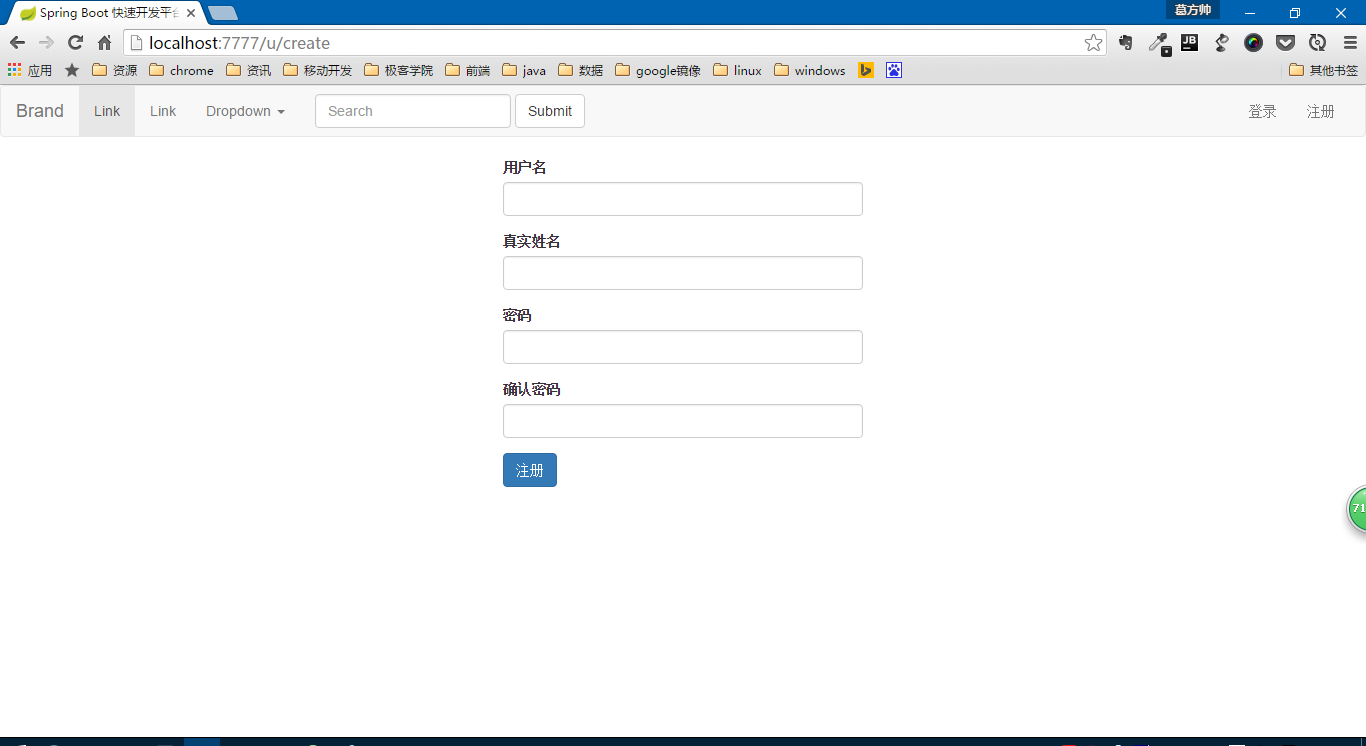 Spring Boot 快速开发平台
葛方帅
localhost:7777/u/create
JB
应用 资源 chrome 资讯 移动开发 极客学院 前端 java 数据 google镜像 linux windows 其他书签
Brand Link Link Dropdown Search Submit 登录 注册
用户名
真实姓名
密码
确认密码
注册
71